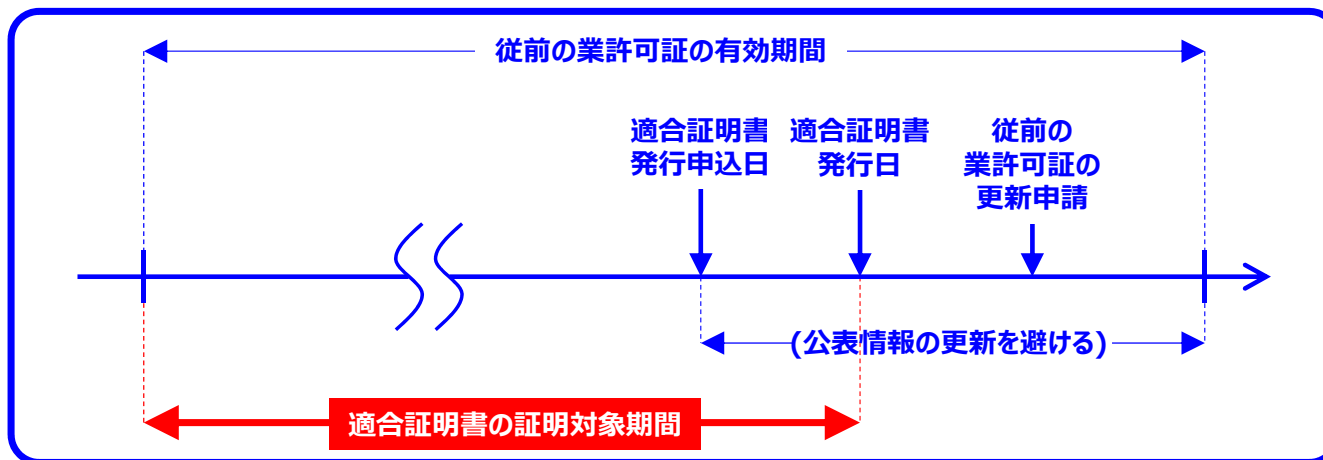 従前の業許可証の有効期間
適合証明書
発行申込日
適合証明書
発行日
従前の
業許可証の
更新申請
(公表情報の更新を避ける)
適合証明書の証明対象期間